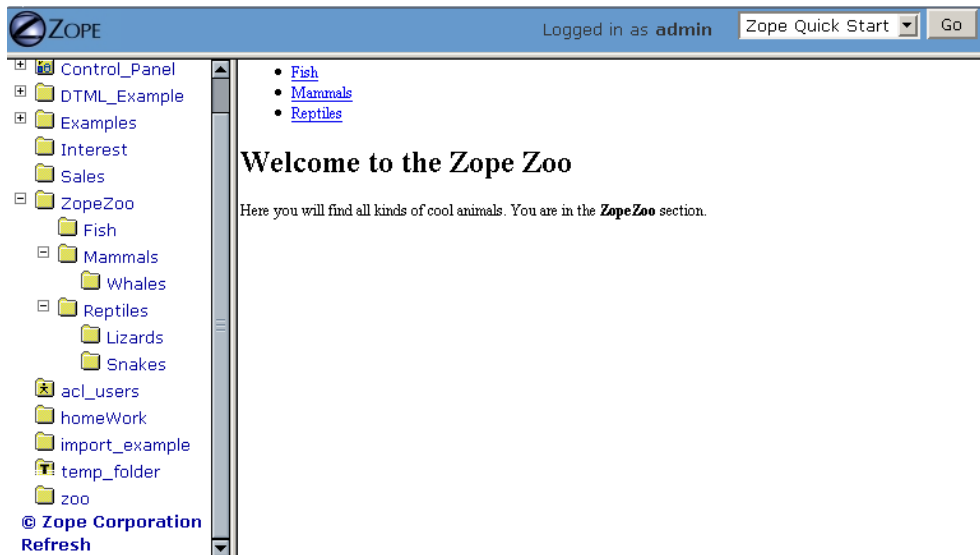 ZOPE
Logged in as admin
Zope Quick Start
Go
Control_Panel
DTML_Example
Examples
Interest
Sales
ZopeZoo
Fish
Mammals
Whales
Reptiles
Lizards
Snakes
acl_users
homeWork
import_example
temp_folder
zoo
© Zope Corporation
Refresh
Fish
Mammals
Reptiles
Welcome to the Zope Zoo
Here you will find all kinds of cool animals. You are in the ZopeZoo section.